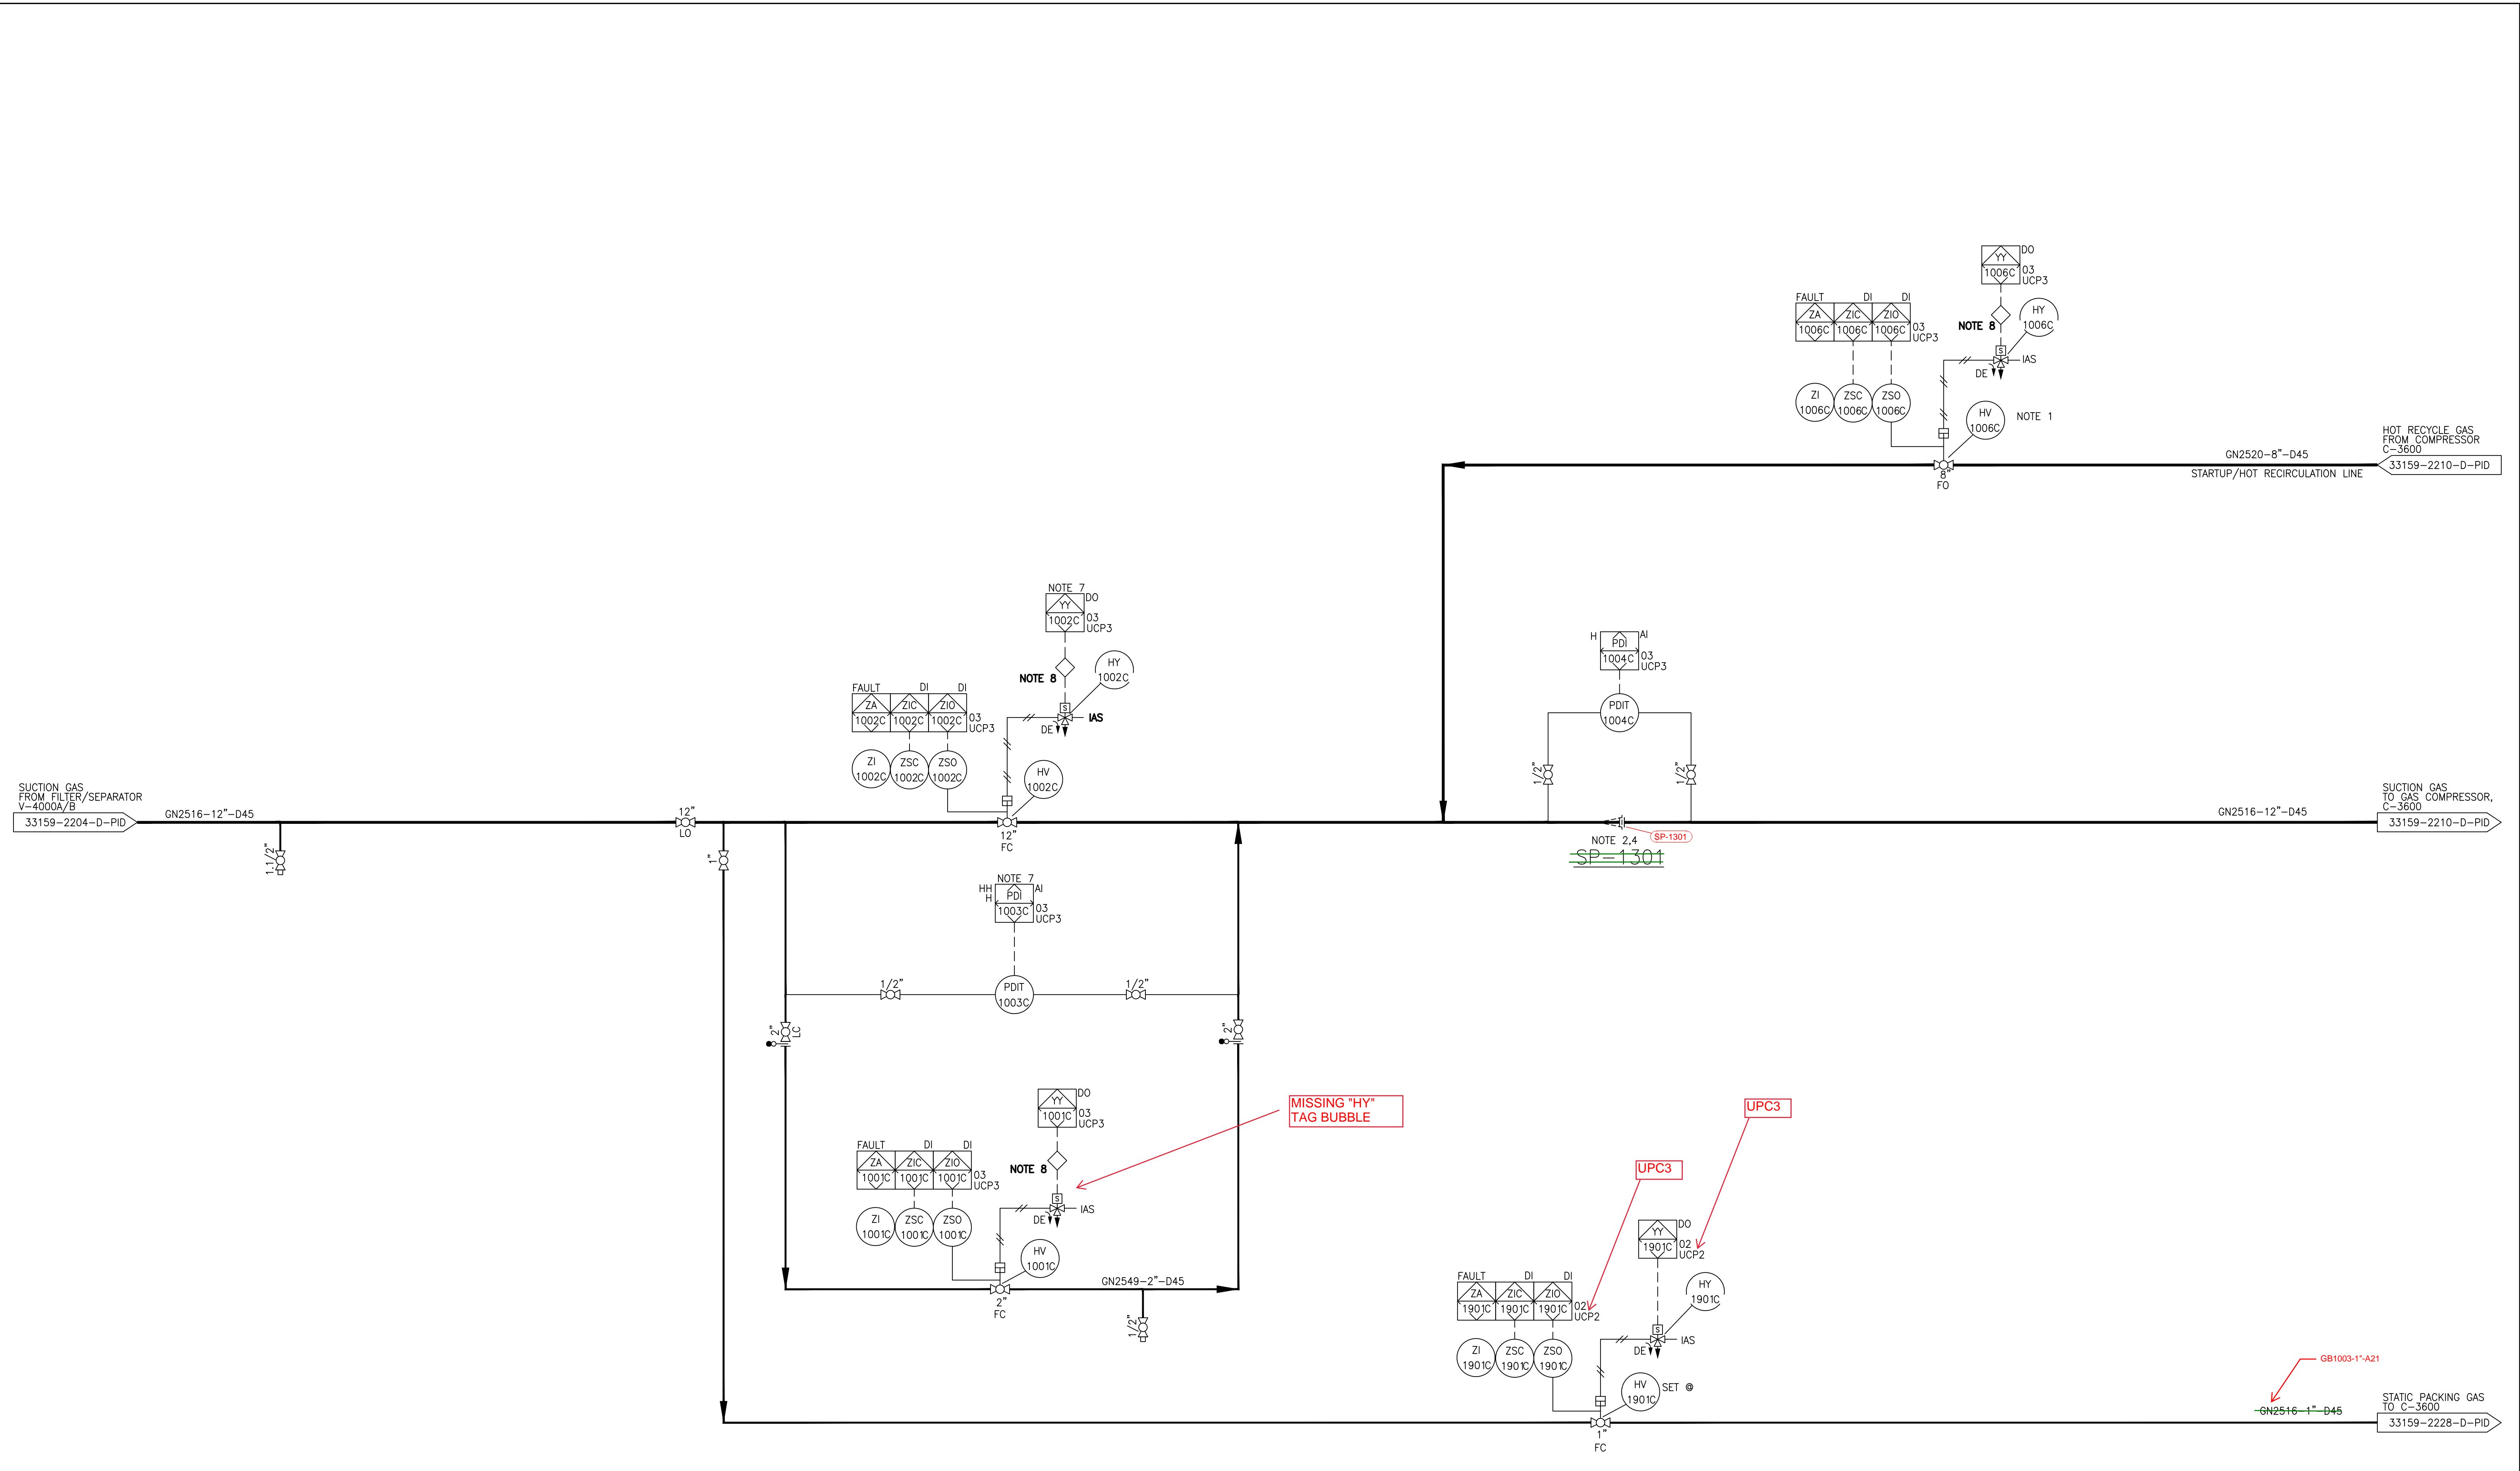 YY
DO
1006C
03
UCP3
FAULT
DI
DI
ZA
ZIC
ZIO
1006C
1006C
1006C
03
UCP3
NOTE 8
HY
1006C
S
IAS
DE
ZI
1006C
ZSC
1006C
ZSO
1006C
HV
1006C
NOTE 1
8"
FO
GN2520-8"-D45
STARTUP/HOT RECIRCULATION LINE
HOT RECYCLE GAS
FROM COMPRESSOR
C-3600
33159-2210-D-PID
NOTE 7
YY
DO
1002C
03
UCP3
NOTE 8
HY
1002C
FAULT
DI
DI
ZA
ZIC
ZIO
1002C
1002C
1002C
03
UCP3
S
IAS
DE
ZI
1002C
ZSC
1002C
ZSO
1002C
HV
1002C
12"
FC
H
PDI
AI
1004C
03
UCP3
PDIT
1004C
1/2"
1/2"
SUCTION GAS
FROM FILTER/SEPARATOR
V-4000A/B
33159-2204-D-PID
GN2516-12"-D45
1.1/2"
12"
LO
1"
SP-1301
NOTE 2,4
SP-1301
GN2516-12"-D45
SUCTION GAS
TO GAS COMPRESSOR,
C-3600
33159-2210-D-PID
NOTE 7
HH
H
PDI
AI
1003C
03
UCP3
1/2"
PDIT
1003C
1/2"
2"
LC
2"
YY
DO
1001C
03
UCP3
MISSING "HY"
TAG BUBBLE
FAULT
DI
DI
ZA
ZIC
ZIO
1001C
1001C
1001C
03
UCP3
NOTE 8
S
IAS
DE
ZI
1001C
ZSC
1001C
ZSO
1001C
HV
1001C
2"
FC
GN2549-2"-D45
1/2"
UPC3
UPC3
YY
DO
1901C
02
UCP2
FAULT
DI
DI
ZA
ZIC
ZIO
1901C
1901C
1901C
02
UCP2
HY
1901C
S
IAS
DE
ZI
1901C
ZSC
1901C
ZSO
1901C
HV
1901C
SET @
1"
FC
GB1003-1"-A21
GN2516-1"-D45
STATIC PACKING GAS
TO C-3600
33159-2228-D-PID